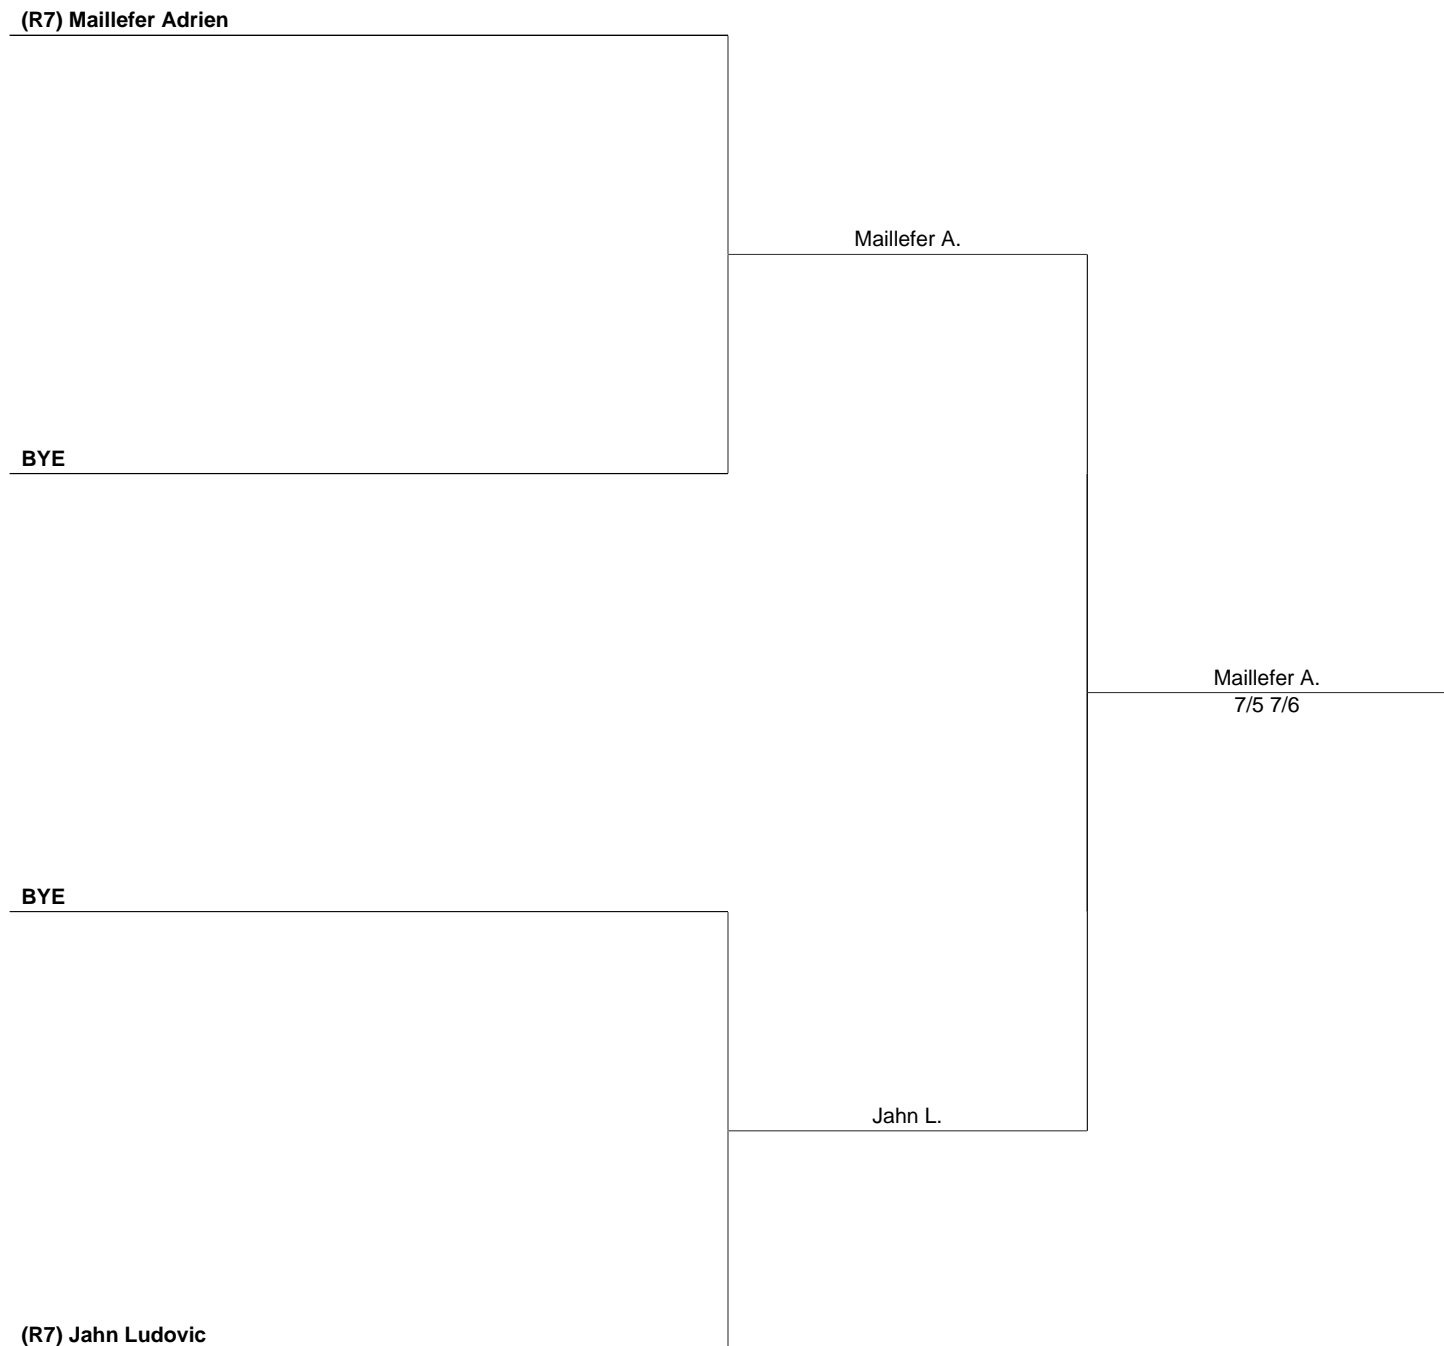 (R7) Maillefer Adrien
Maillefer A.
BYE
Maillefer A.
7/5 7/6
BYE
Jahn L.
(R7) Jahn Ludovic